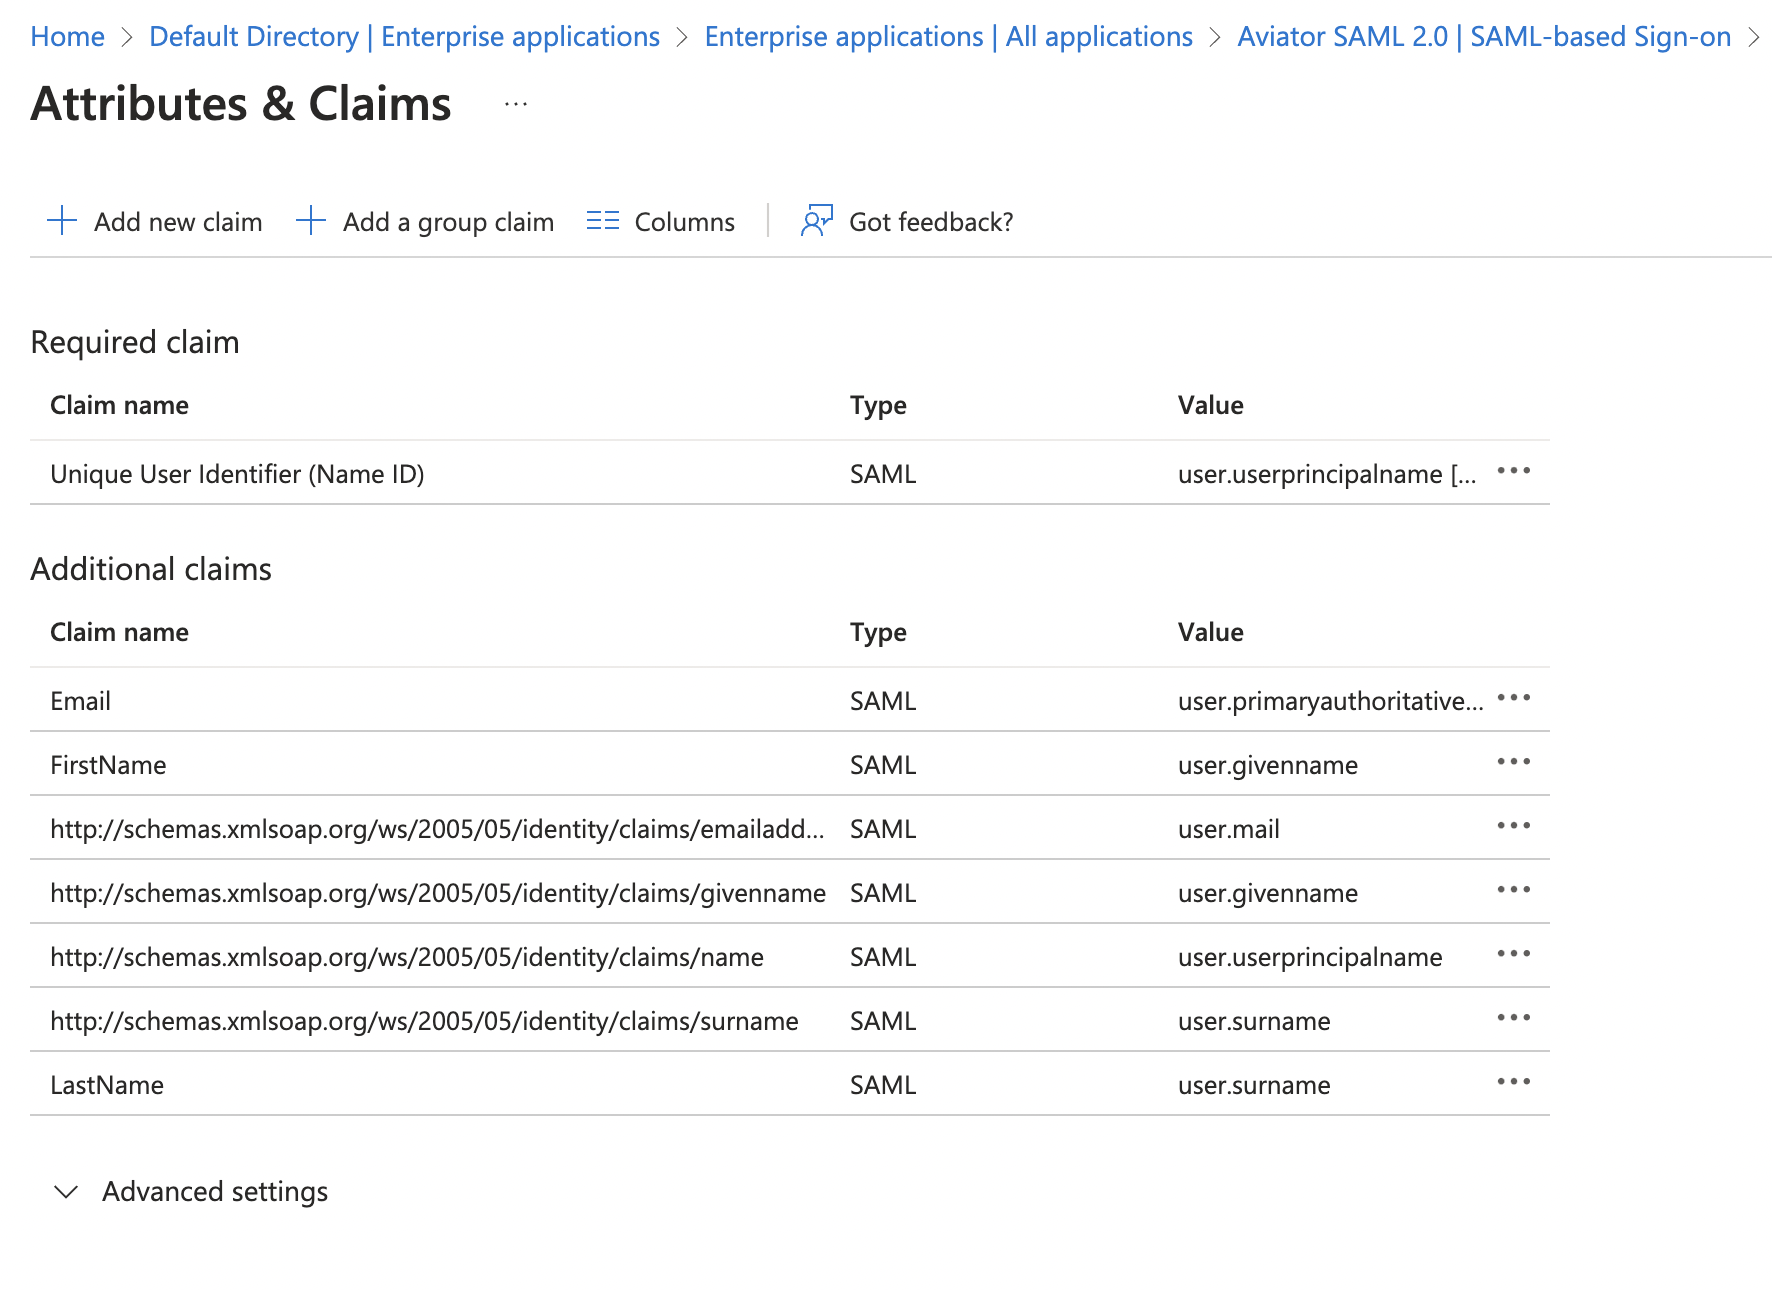 Home > Default Directory | Enterprise applications > Enterprise applications | All applications > Aviator SAML 2.0 | SAML-based Sign-on >
Attributes & Claims ...
Add new claim Add a group claim Columns Got feedback?
Required claim
Claim name Type Value
Unique User Identifier (Name ID) SAML user.userprincipalname [...
Additional claims
Claim name Type Value
Email SAML user.primaryauthoritative...
FirstName SAML user.givenname
http://schemas.xmlsoap.org/ws/2005/05/identity/claims/emailadd... SAML user.mail
http://schemas.xmlsoap.org/ws/2005/05/identity/claims/givenname SAML user.givenname
http://schemas.xmlsoap.org/ws/2005/05/identity/claims/name SAML user.userprincipalname
http://schemas.xmlsoap.org/ws/2005/05/identity/claims/surname SAML user.surname
LastName SAML user.surname
Advanced settings